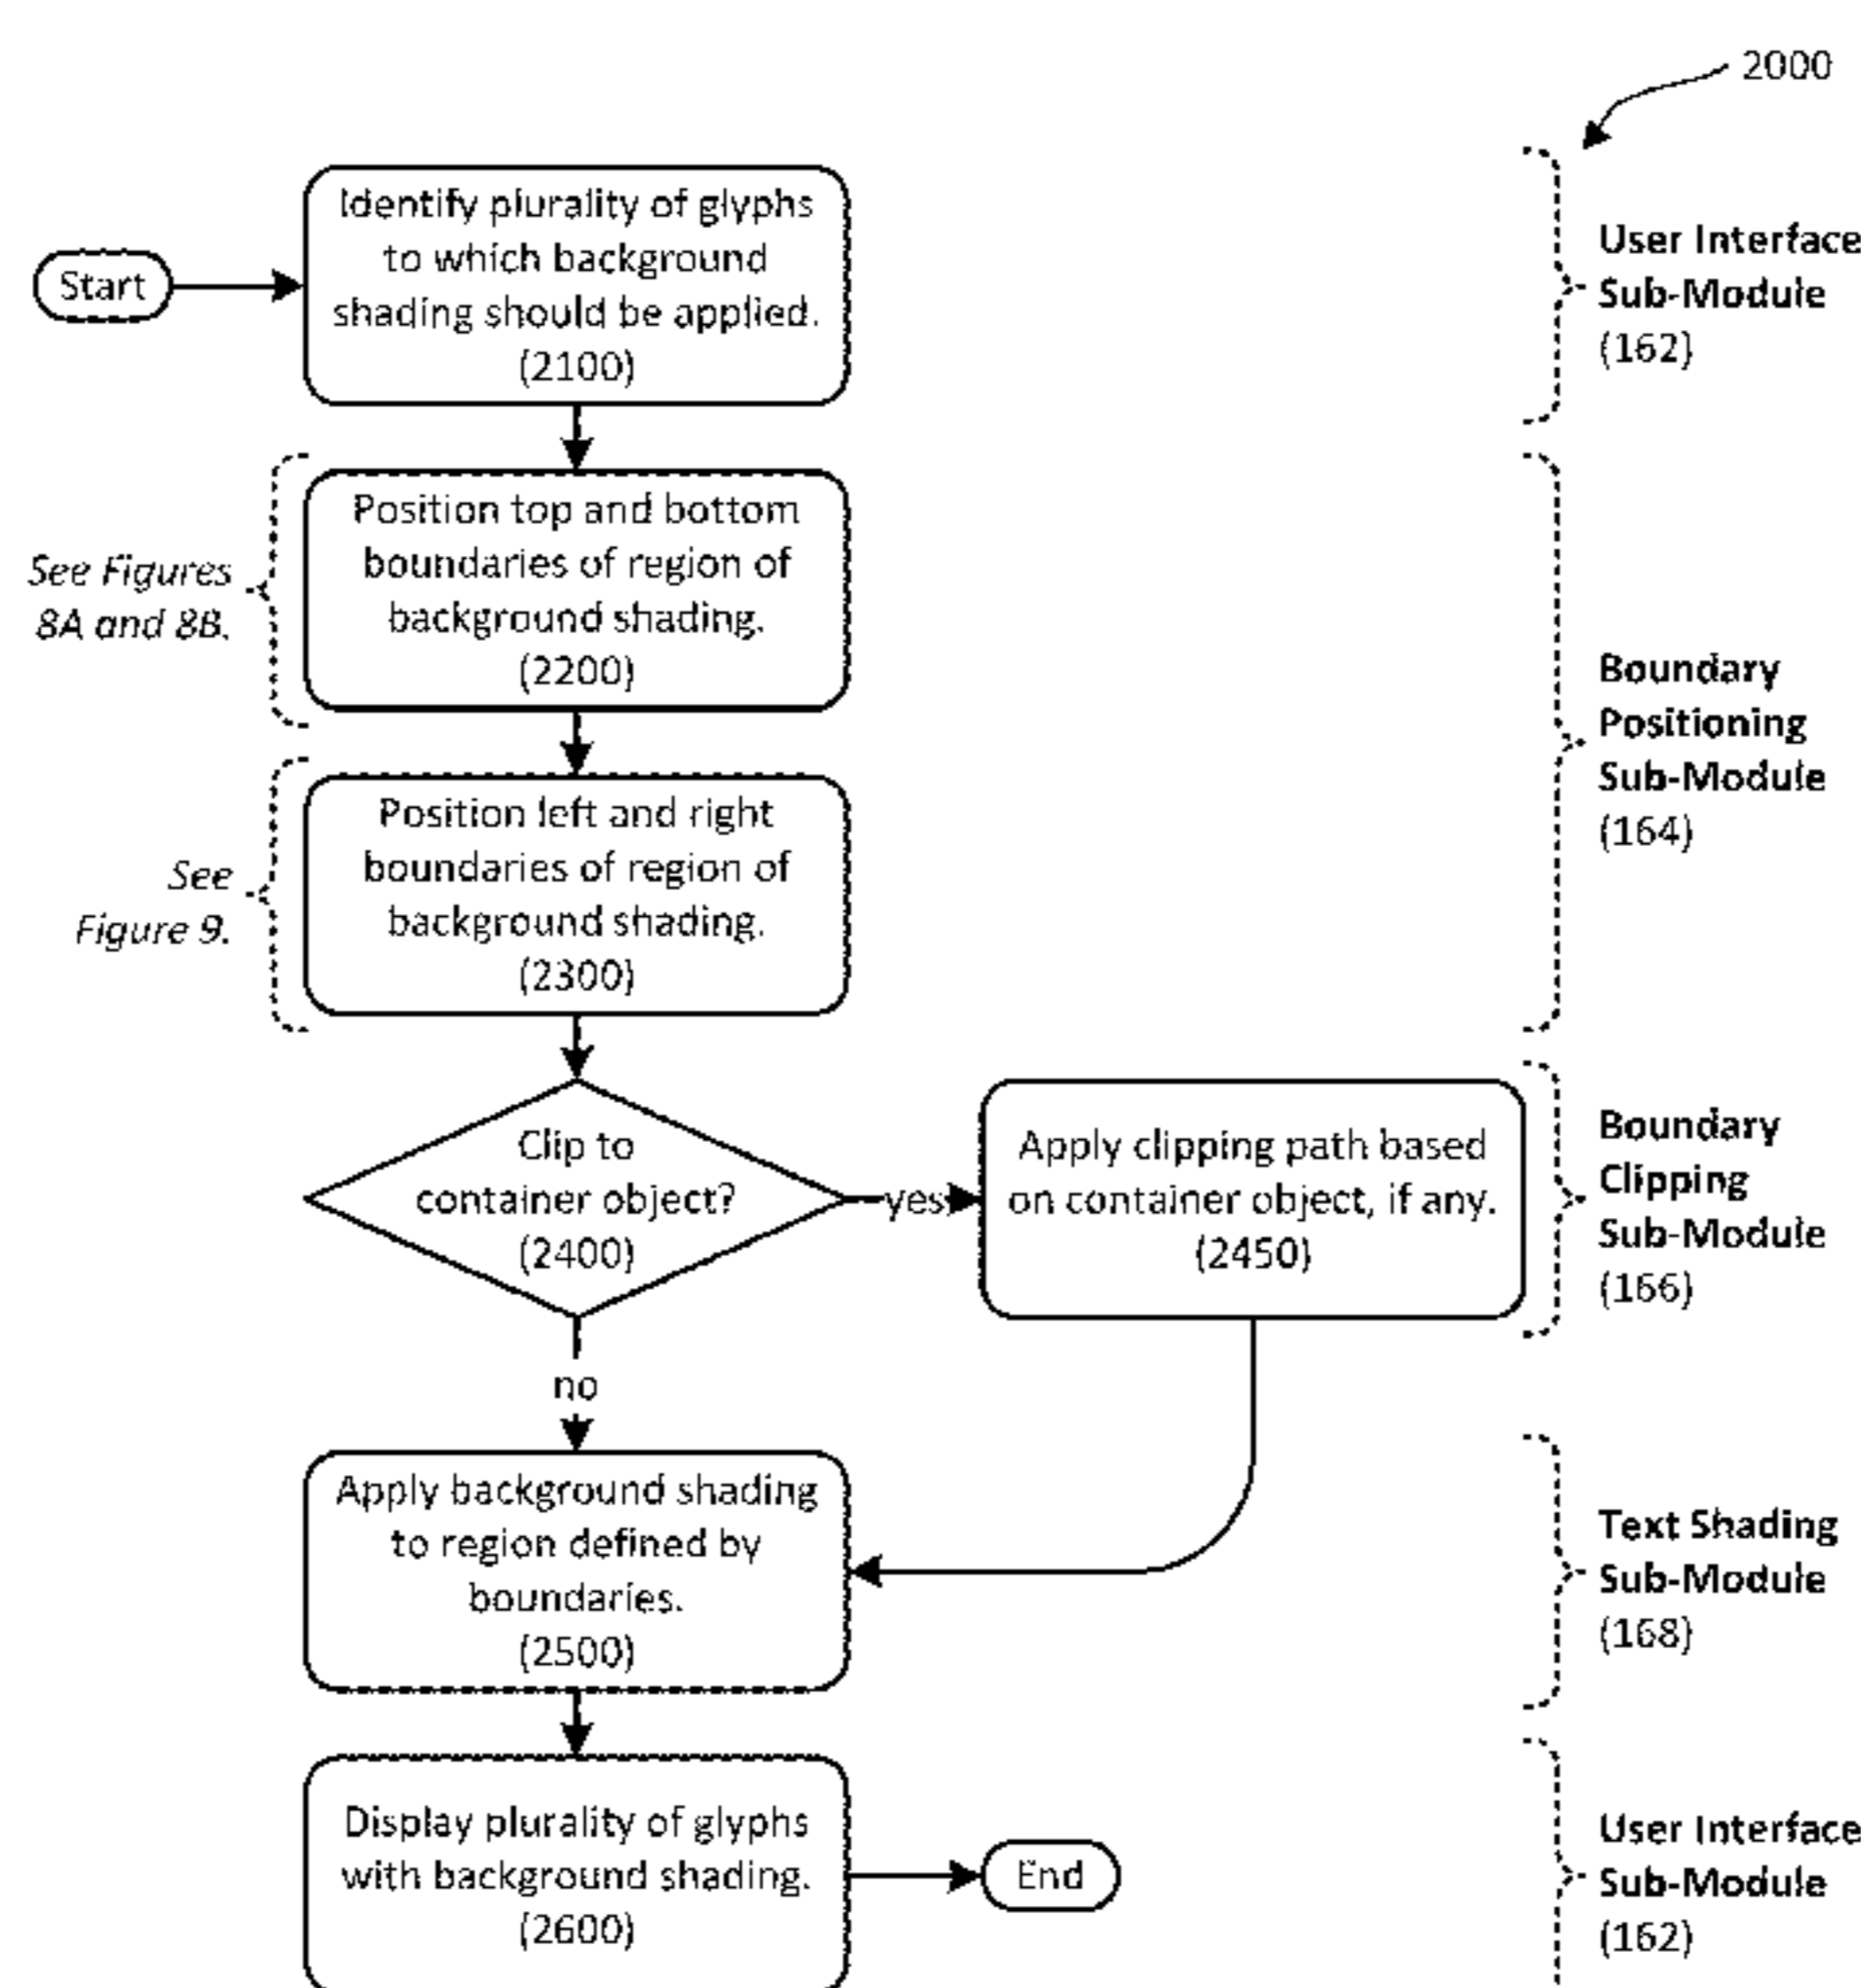 2000
Start
Identify plurality of glyphs
to which background
shading should be applied.
(2100)
User Interface
Sub-Module
(162)
See Figures
8A and 8B.
Position top and bottom
boundaries of region of
background shading.
(2200)
Boundary
Positioning
Sub-Module
(164)
See
Figure 9.
Position left and right
boundaries of region of
background shading.
(2300)
Clip to
container object?
(2400)
yes
Apply clipping path based
on container object, if any.
(2450)
Boundary
Clipping
Sub-Module
(166)
no
Apply background shading
to region defined by
boundaries.
(2500)
Text Shading
Sub-Module
(168)
Display plurality of glyphs
with background shading.
(2600)
End
User Interface
Sub-Module
(162)